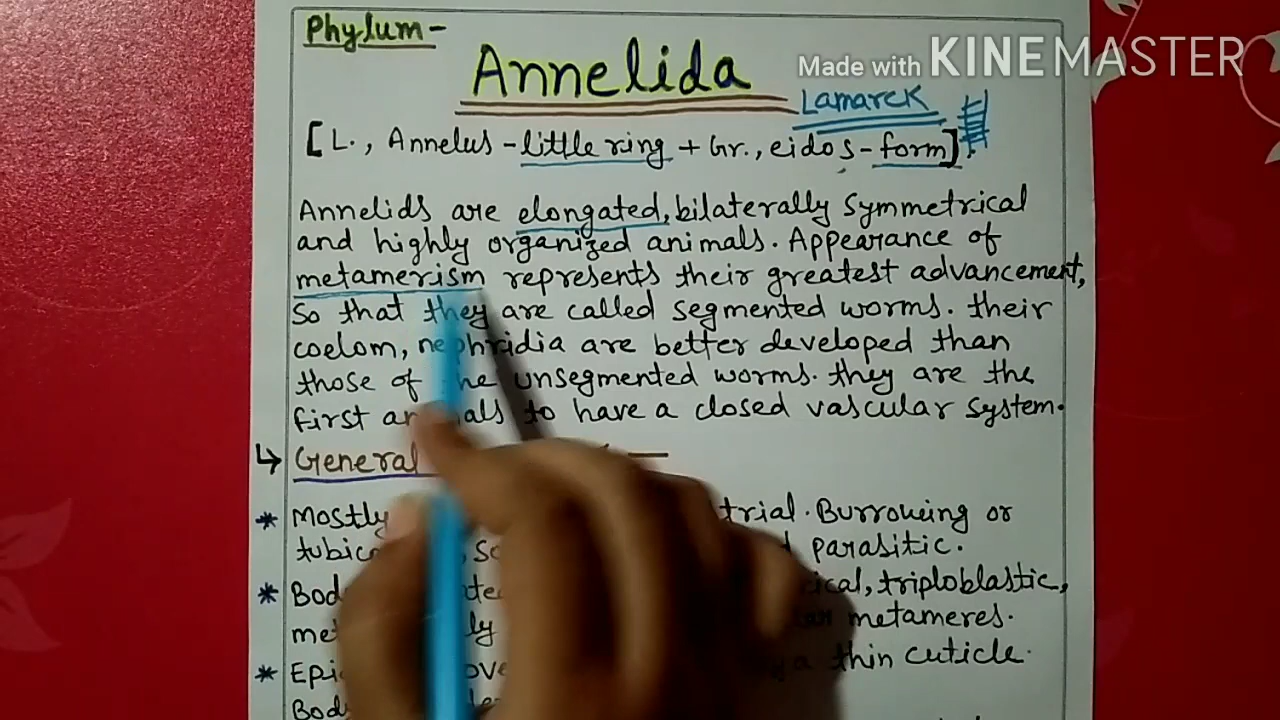 Phylum-
Annelida
Made with KINEMASTER
Lamarck
[L., Annelus - little ring + Gr., eidos - form].
Annelids are elongated, bilaterally symmetrical
and highly organized animals. Appearance of
metamerism represents their greatest advancement,
so that they are called segmented worms. their
coelom, nephridia are better developed than
those of the unsegmented worms. they are the
first animals to have a closed vascular system.
↳ General
* Mostly trial. Burrowing or
parasitic.
* triploblastic,
metameres.
* a thin cuticle.